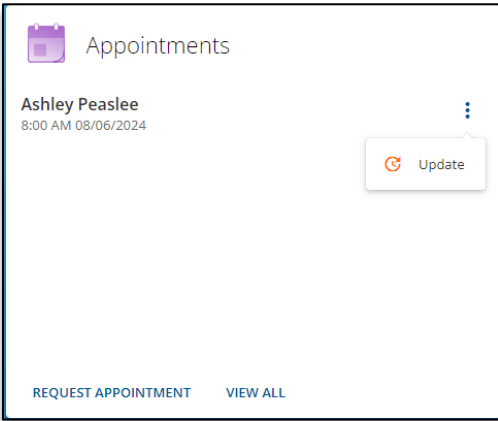 Appointments
Ashley Peaslee
8:00 AM 08/06/2024
Update
REQUEST APPOINTMENT VIEW ALL